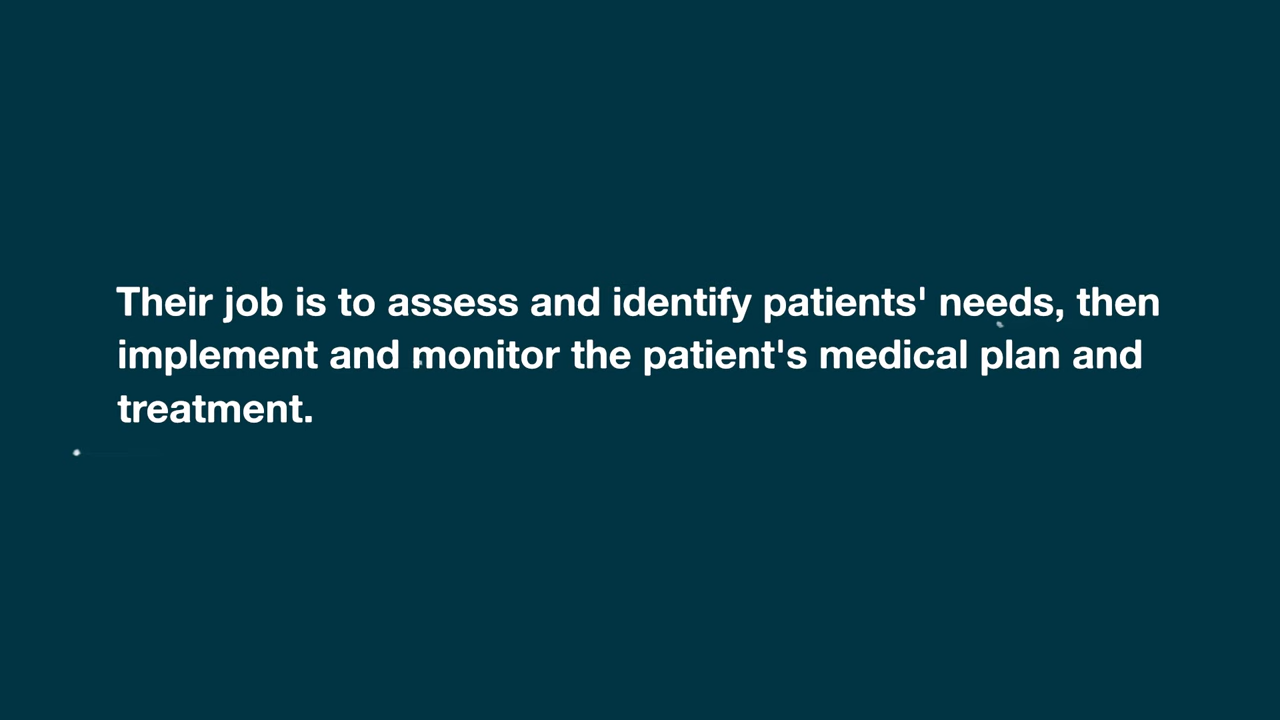 Their job is to assess and identify patients' needs, then
implement and monitor the patient's medical plan and
treatment.